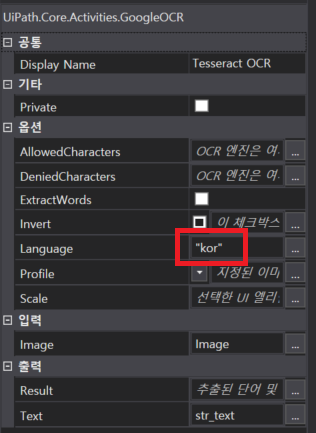 UiPath.Core.Activities.GoogleOCR
공통
Display Name Tesseract OCR
기타
Private
옵션
AllowedCharacters OCR 엔진은 여. ...
DeniedCharacters OCR 엔진은 여. ...
ExtractWords
Invert 이 체크박스 ...
Language "kor" ...
Profile 지정된 이미 ...
Scale 선택한 UI 엘리. ...
입력
Image Image ...
출력
Result 추출된 단어 및 ...
Text str_text ...